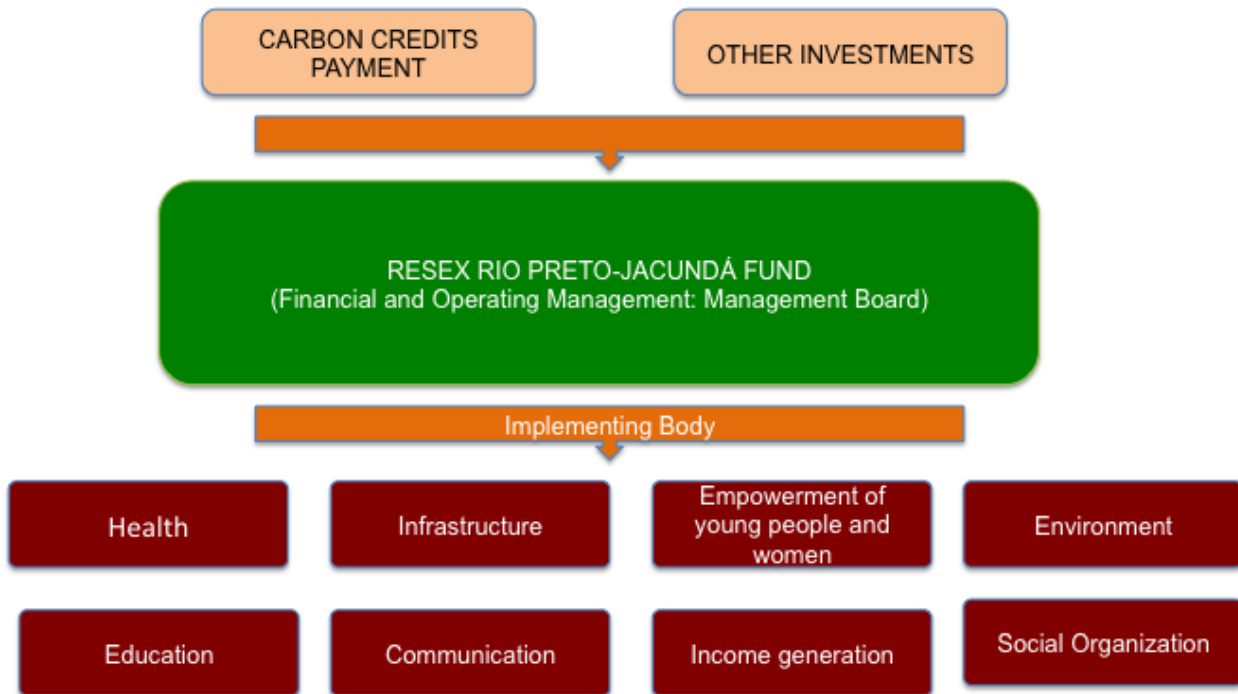 CARBON CREDITS
PAYMENT
OTHER INVESTMENTS
RESEX RIO PRETO-JACUNDÁ FUND
(Financial and Operating Management: Management Board)
Implementing Body
Health
Infrastructure
Empowerment of
young people and
women
Environment
Education
Communication
Income generation
Social Organization